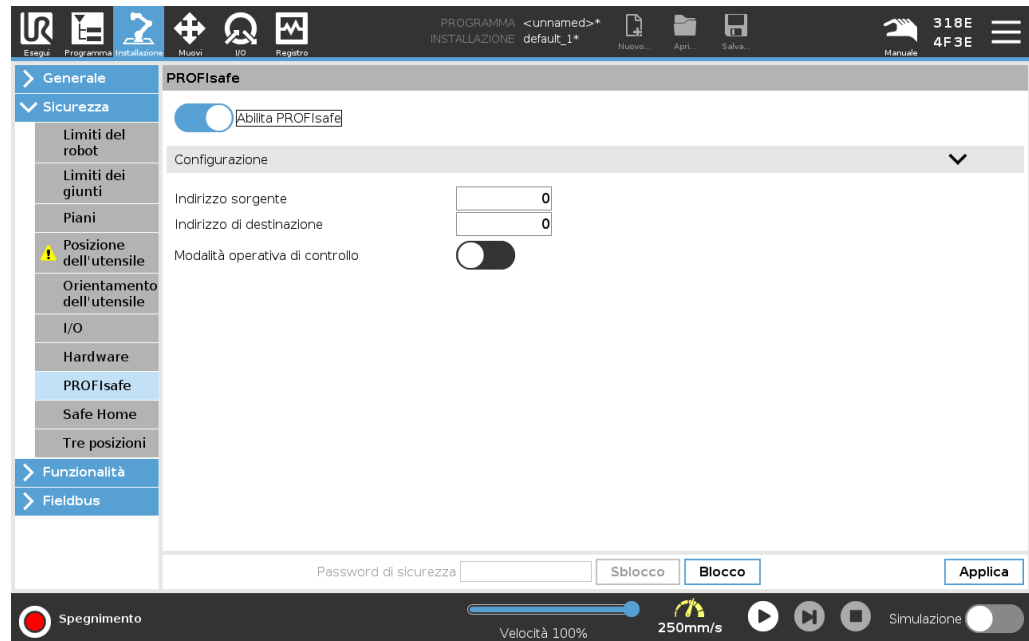 PROGRAMMA <unnamed>*
INSTALLAZIONE default_1*
Esegui
Programma
Installazione
Muovi
I/O
Registro
Nuovo...
Apri...
Salva...
Manuale
318E
4F3E
Generale
Sicurezza
Limiti del
robot
Limiti dei
giunti
Piani
Posizione
dell'utensile
Orientamento
dell'utensile
I/O
Hardware
PROFIsafe
Safe Home
Tre posizioni
Funzionalità
Fieldbus
PROFIsafe
Abilita PROFIsafe
Configurazione
Indirizzo sorgente 0
Indirizzo di destinazione 0
Modalità operativa di controllo
Password di sicurezza Sblocco Blocco Applica
Spegnimento
Velocità 100%
250mm/s
Simulazione